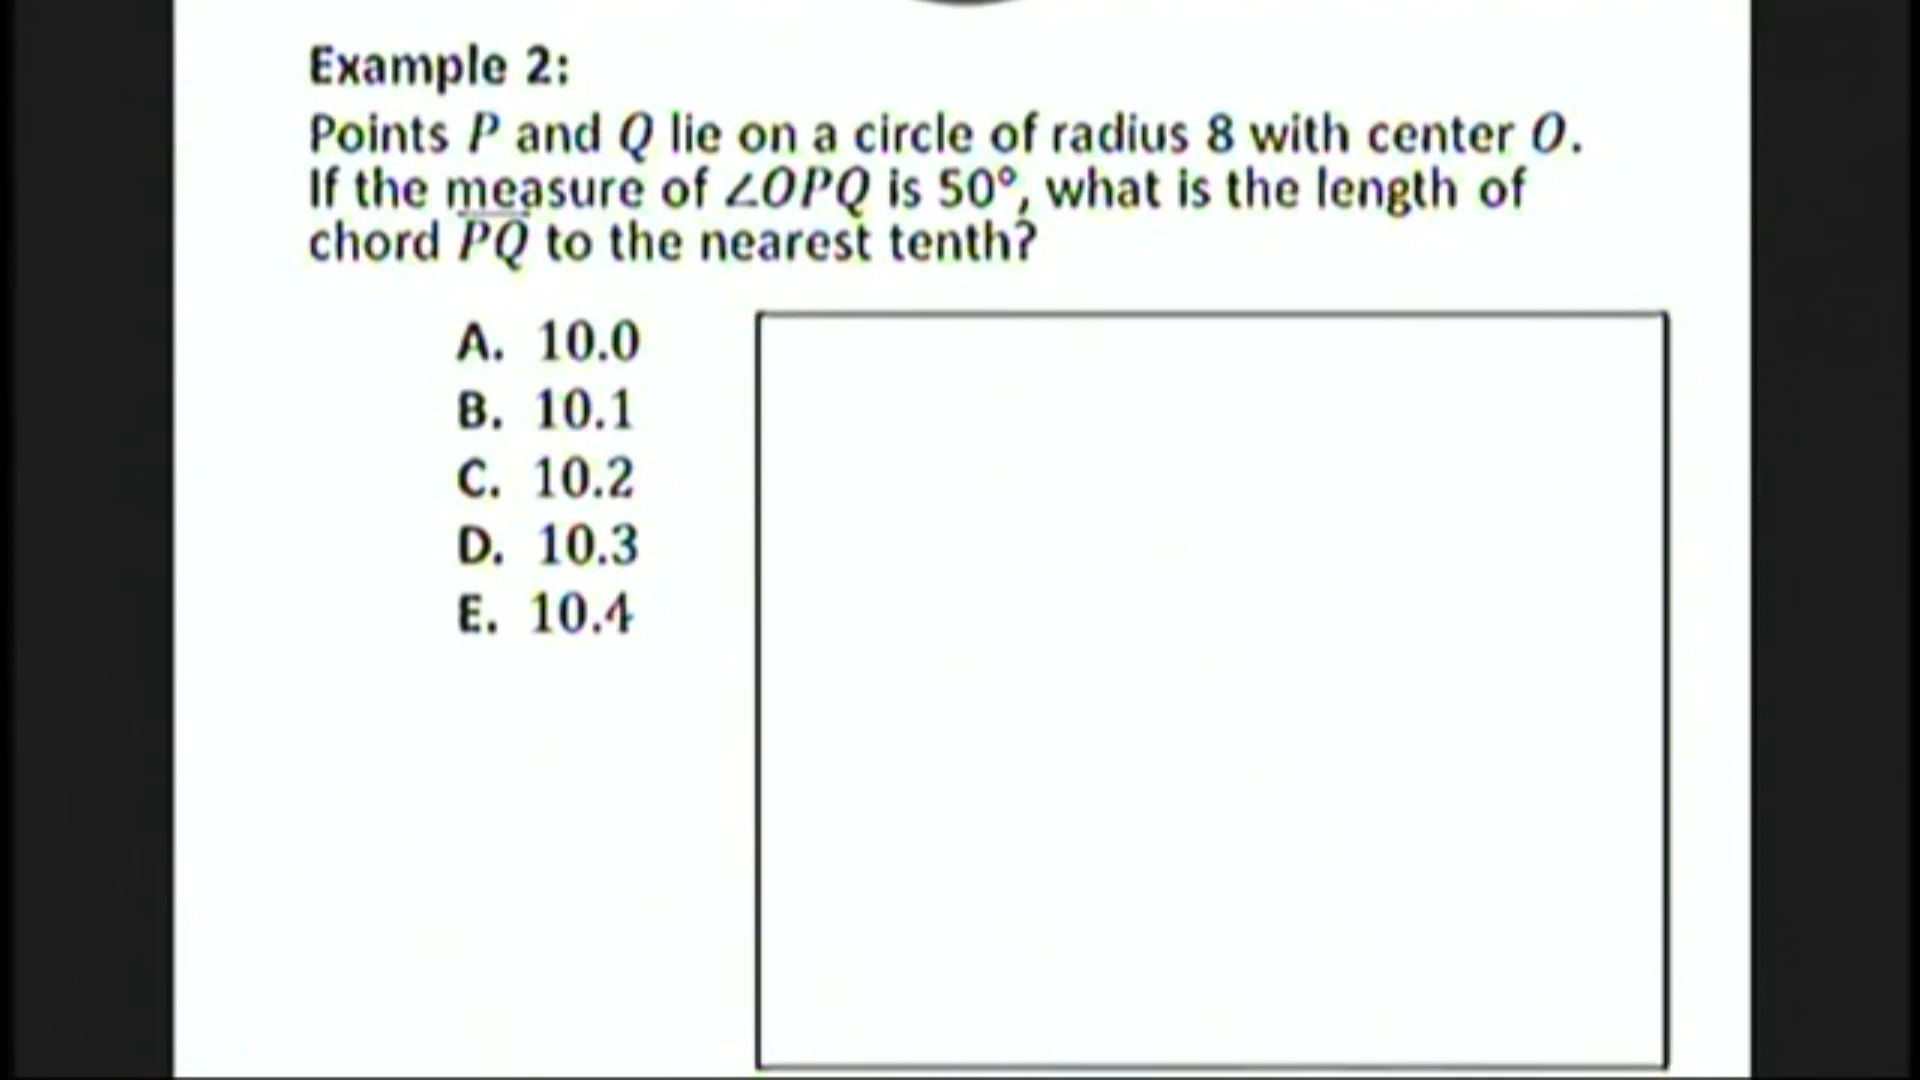 Example 2:
Points P and Q lie on a circle of radius 8 with center O.
If the measure of ∠OPQ is 50°, what is the length of
chord PQ to the nearest tenth?
A. 10.0
B. 10.1
C. 10.2
D. 10.3
E. 10.4